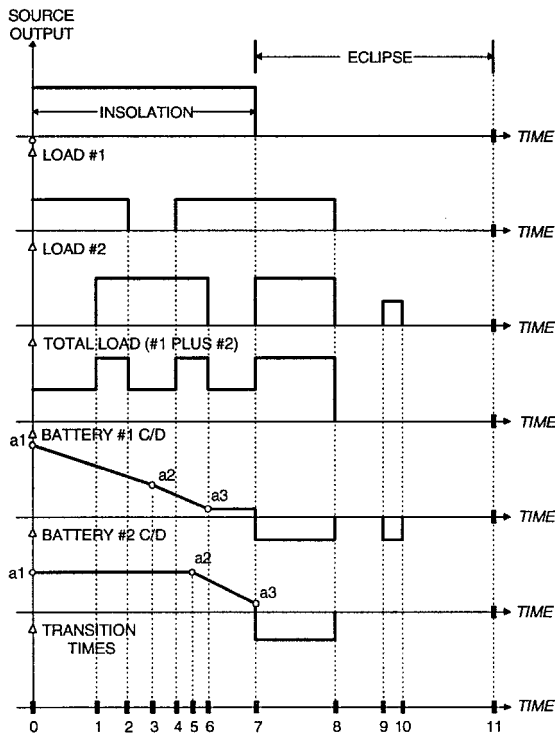 SOURCE
OUTPUT
ECLIPSE
INSOLATION
TIME
LOAD #1
TIME
LOAD #2
TIME
TOTAL LOAD (#1 PLUS #2)
TIME
BATTERY #1 C/D
a1
a2
a3
TIME
BATTERY #2 C/D
a1
a2
a3
TIME
TRANSITION
TIMES
TIME
0 1 2 3 4 5 6 7 8 9 10 11